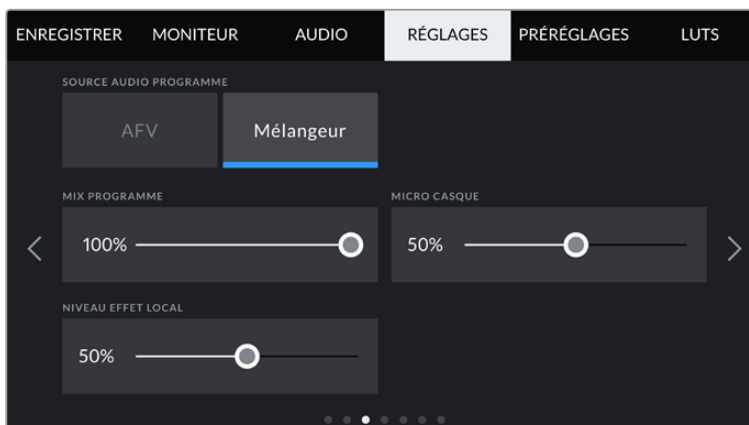 ENREGISTRER MONITEUR AUDIO RÉGLAGES PRÉRÉGLAGES LUTS
SOURCE AUDIO PROGRAMME
AFV Mélangeur
MIX PROGRAMME MICRO CASQUE
100% 50%
NIVEAU EFFET LOCAL
50%